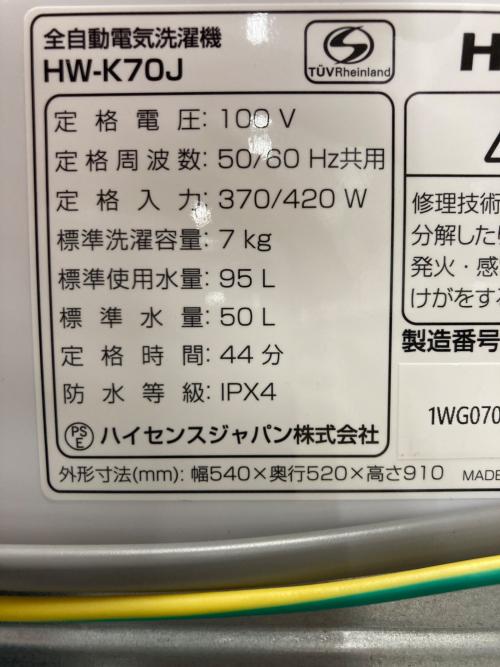 全自動電気洗濯機
HW-K70J
TÜVRheinland
定格電圧: 100 V
定格周波数: 50/60 Hz共用
定格入力: 370/420 W
標準洗濯容量: 7 kg
標準使用水量: 95 L
標準水量: 50 L
定格時間: 44 分
防水等級: IPX4
PS E ハイセンスジャパン株式会社
外形寸法(mm): 幅540×奥行520×高さ910
MADE
H
修理技術
分解した
発火・感
けがをす
製造番号
1WG070